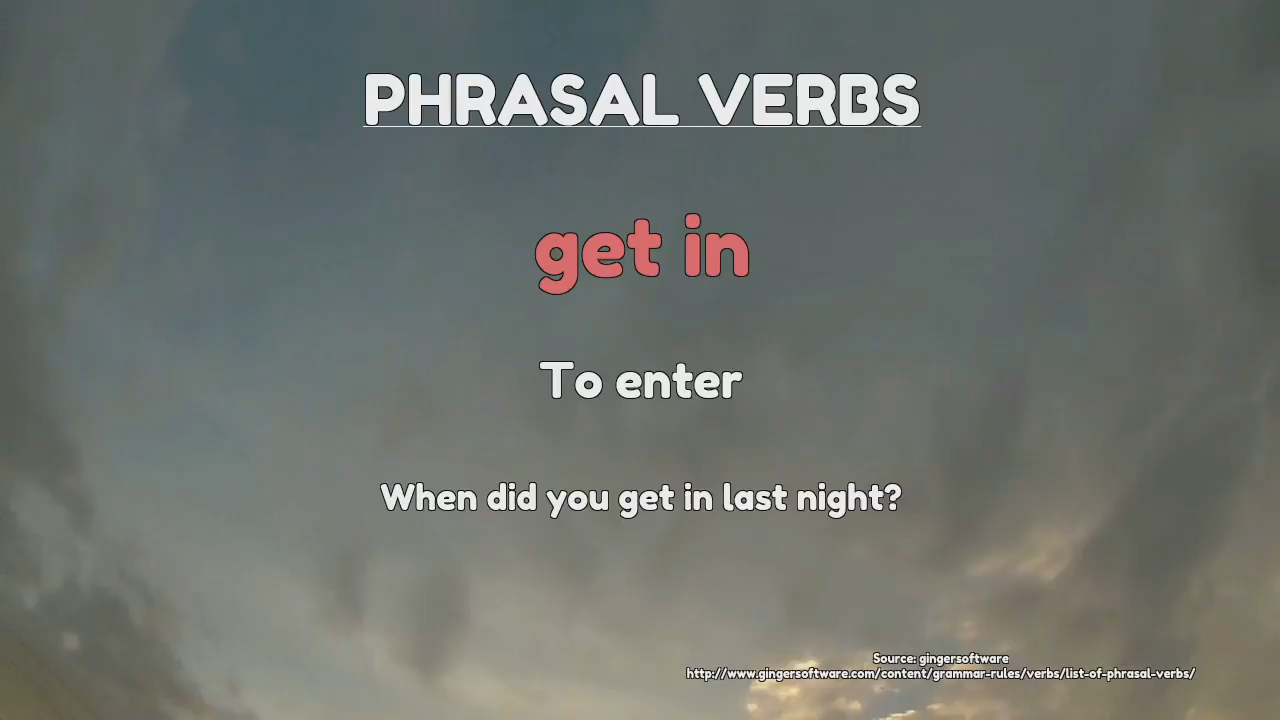 PHRASAL VERBS
get in
To enter
When did you get in last night?
Source: gingersoftware
http://www.gingersoftware.com/content/grammar-rules/verbs/list-of-phrasal-verbs/